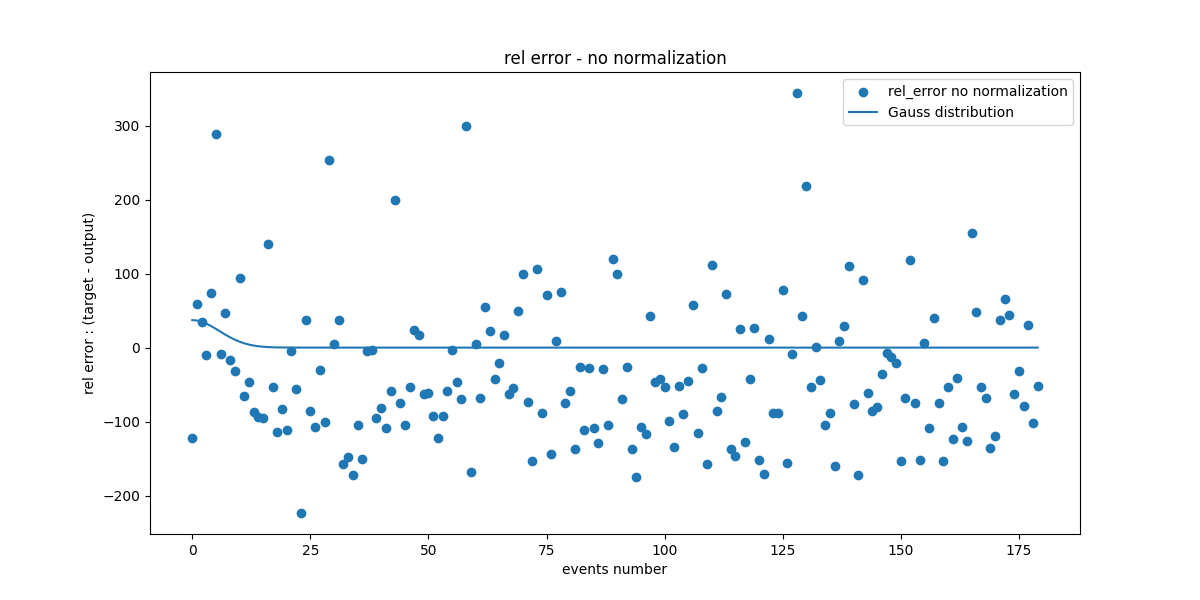 rel error - no normalization
rel_error no normalization
Gauss distribution
rel error : (target - output)
300
200
100
0
−100
−200
0
25
50
75
100
125
150
175
events number